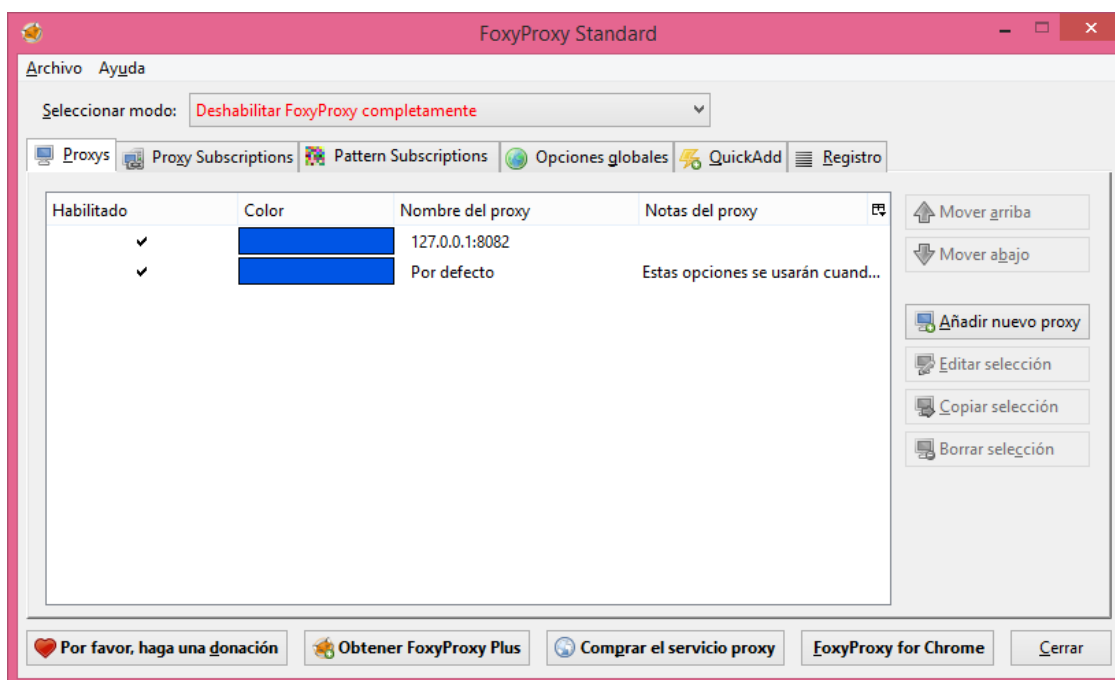 FoxyProxy Standard
Archivo Ayuda
Seleccionar modo: Deshabilitar FoxyProxy completamente
Proxys Proxy Subscriptions Pattern Subscriptions Opciones globales QuickAdd Registro
Habilitado Color Nombre del proxy Notas del proxy
127.0.0.1:8082
Por defecto Estas opciones se usarán cuand...
Mover arriba
Mover abajo
Añadir nuevo proxy
Editar selección
Copiar selección
Borrar selección
Por favor, haga una donación Obtener FoxyProxy Plus Comprar el servicio proxy FoxyProxy for Chrome Cerrar